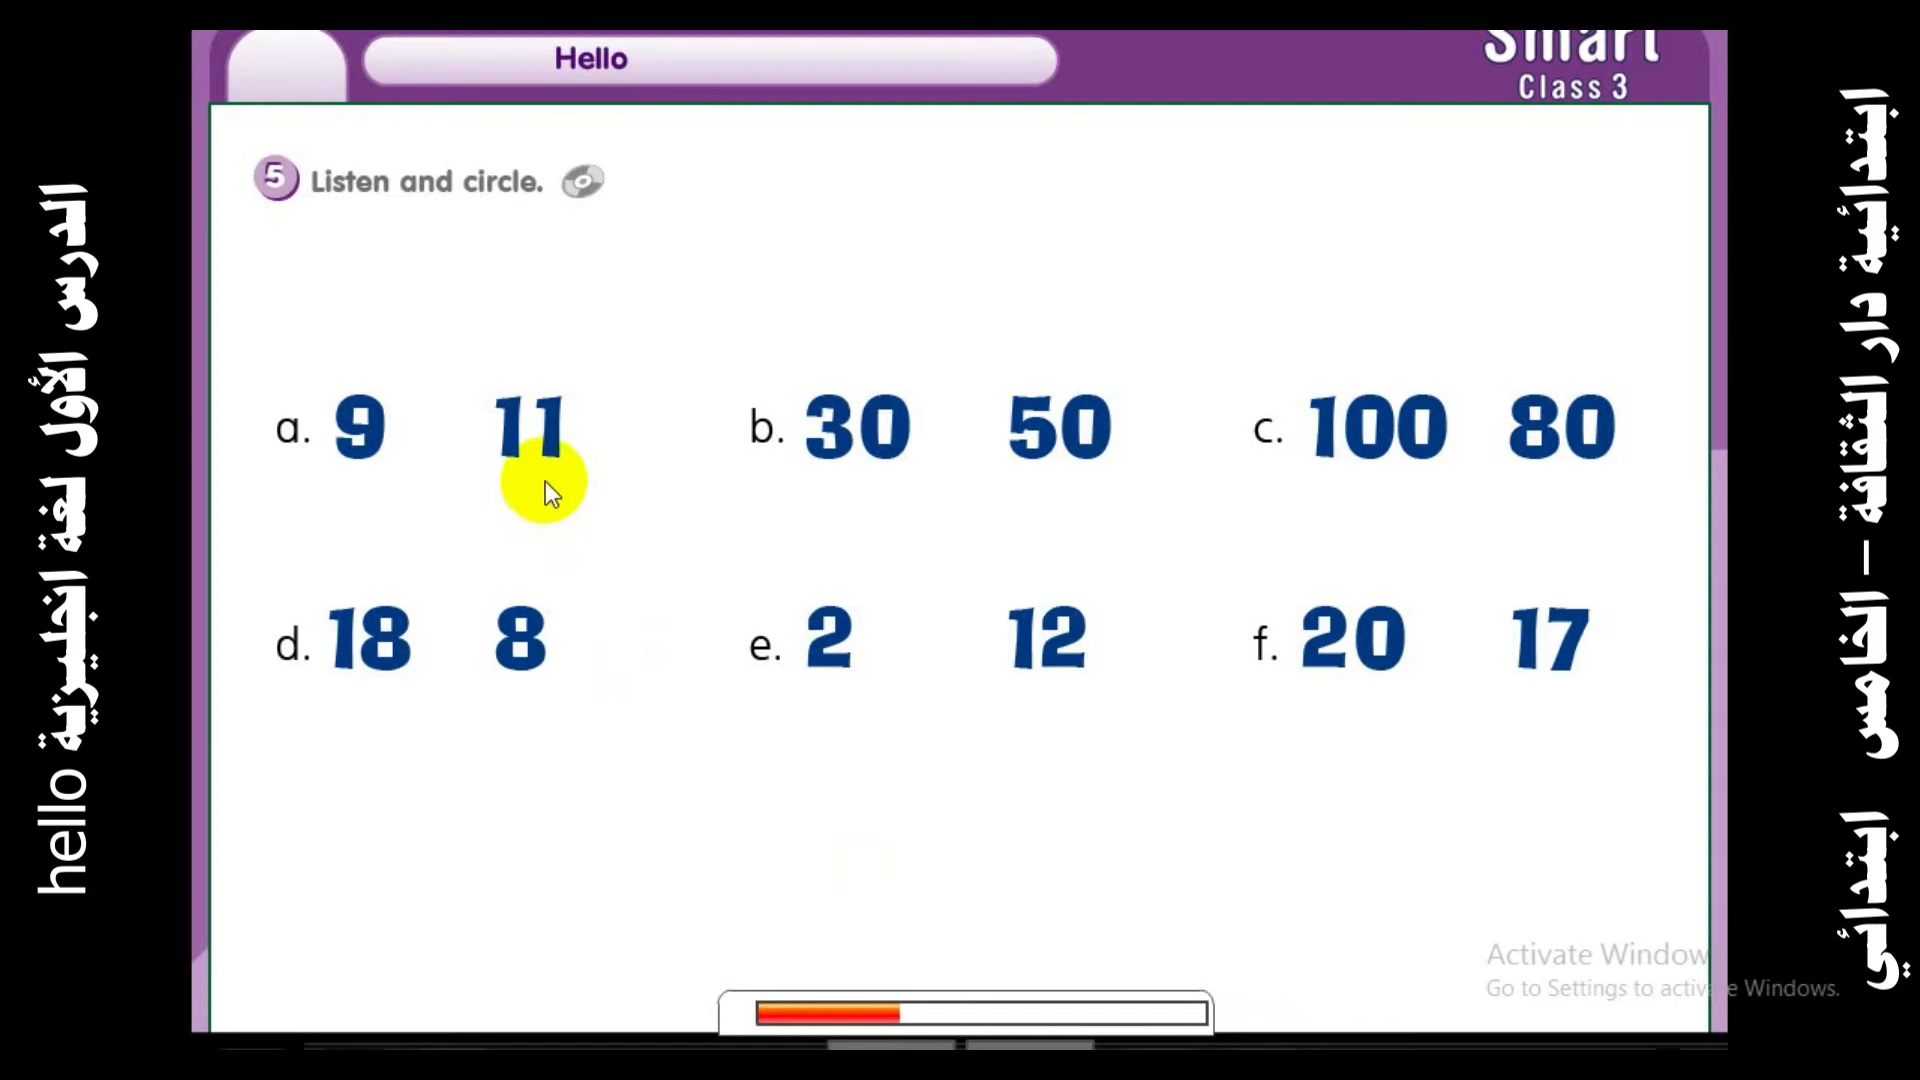 Hello
Smart
Class 3
5 Listen and circle.
a. 9 11 b. 30 50 c. 100 80
d. 18 8 e. 2 12 f. 20 17
Activate Window
Go to Settings to activate Windows.
الدرس الأول لغة انجليزية hello
ابتدائية دار الثقافة – الخامس ابتدائي